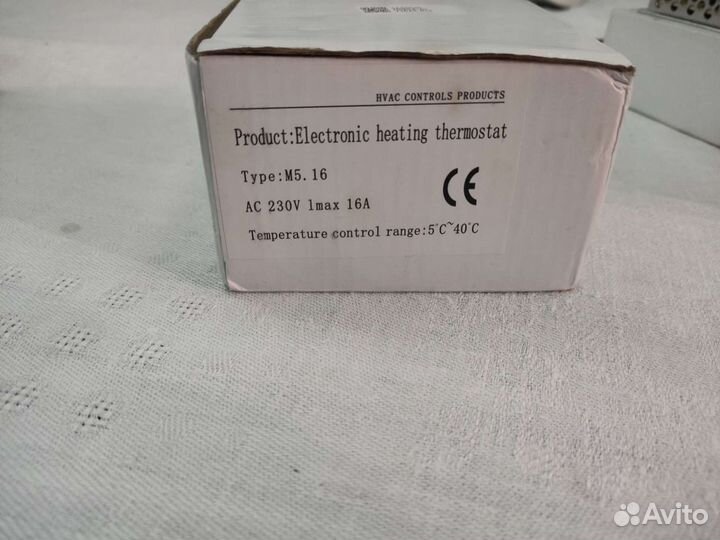 HVAC CONTROLS PRODUCTS
Product:Electronic heating thermostat
Type:M5.16
CE
AC 230V 1max 16A
Temperature control range:5°C~40°C
Avito